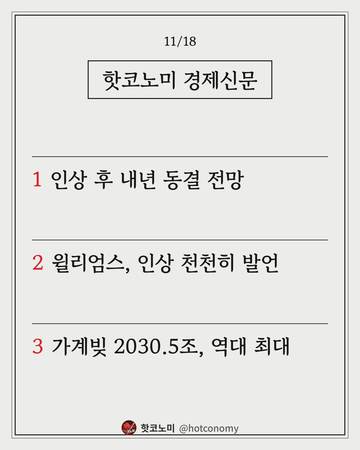 11/18
핫코노미 경제신문
1 인상 후 내년 동결 전망
2 윌리엄스, 인상 천천히 발언
3 가계빚 2030.5조, 역대 최대
핫코노미 @hotconomy